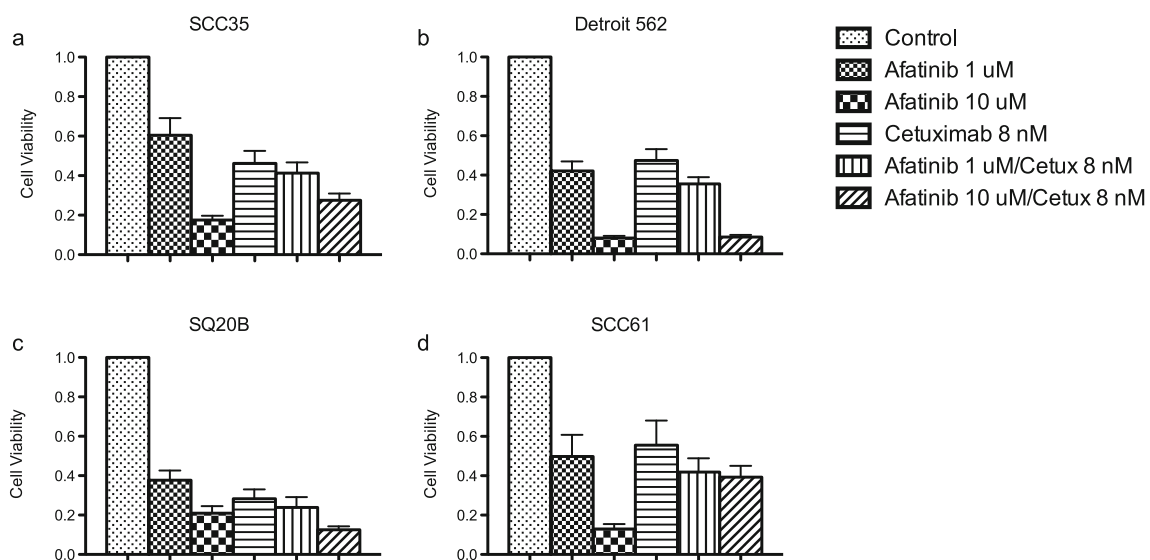 a
SCC35
Cell Viability
1.0
0.8
0.6
0.4
0.2
0.0
b
Detroit 562
Cell Viability
1.0
0.8
0.6
0.4
0.2
0.0
Control
Afatinib 1 uM
Afatinib 10 uM
Cetuximab 8 nM
Afatinib 1 uM/Cetux 8 nM
Afatinib 10 uM/Cetux 8 nM
c
SQ20B
Cell Viability
1.0
0.8
0.6
0.4
0.2
0.0
d
SCC61
Cell Viability
1.0
0.8
0.6
0.4
0.2
0.0